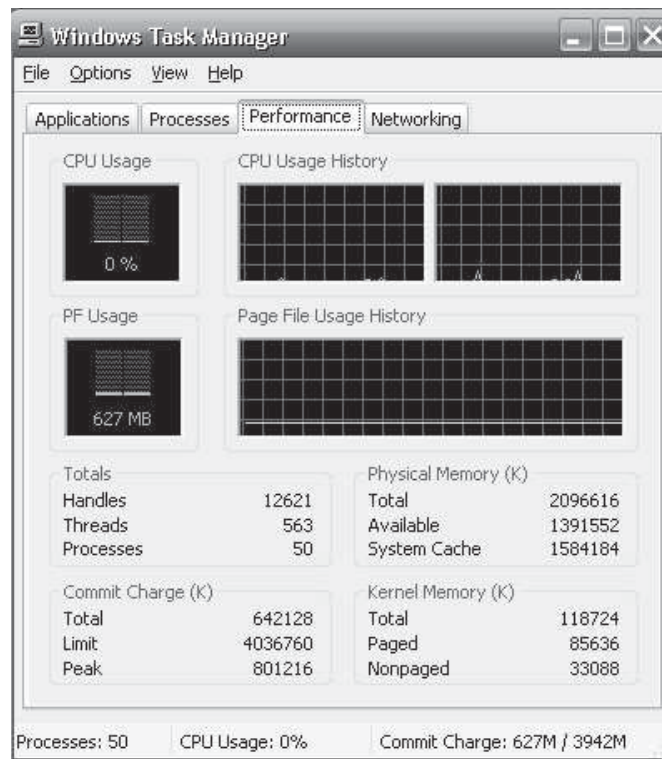 Windows Task Manager
File Options View Help
Applications Processes Performance Networking
CPU Usage CPU Usage History
0 %
PF Usage Page File Usage History
627 MB
Totals Physical Memory (K)
Handles 12621 Total 2096616
Threads 563 Available 1391552
Processes 50 System Cache 1584184
Commit Charge (K) Kernel Memory (K)
Total 642128 Total 118724
Limit 4036760 Paged 85636
Peak 801216 Nonpaged 33088
Processes: 50 CPU Usage: 0% Commit Charge: 627M / 3942M